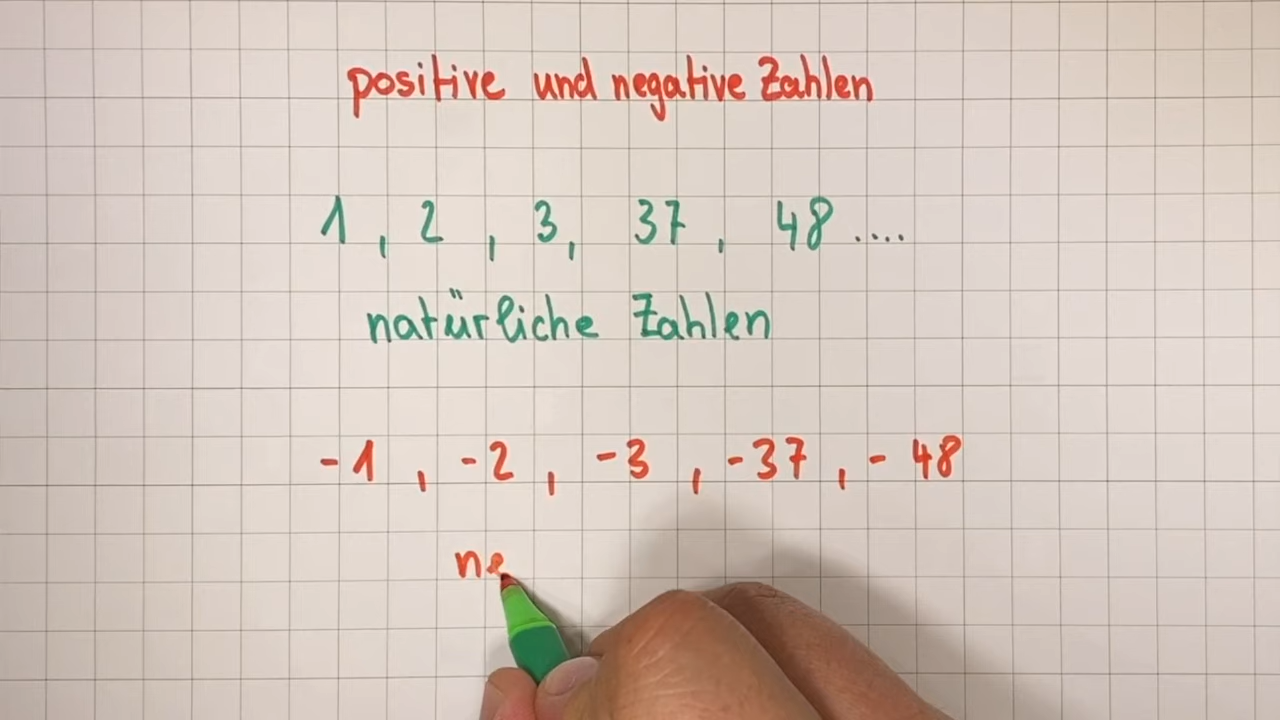 positive und negative Zahlen
1, 2, 3, 37, 48 ....
natürliche Zahlen
-1, -2, -3, -37, -48
ne